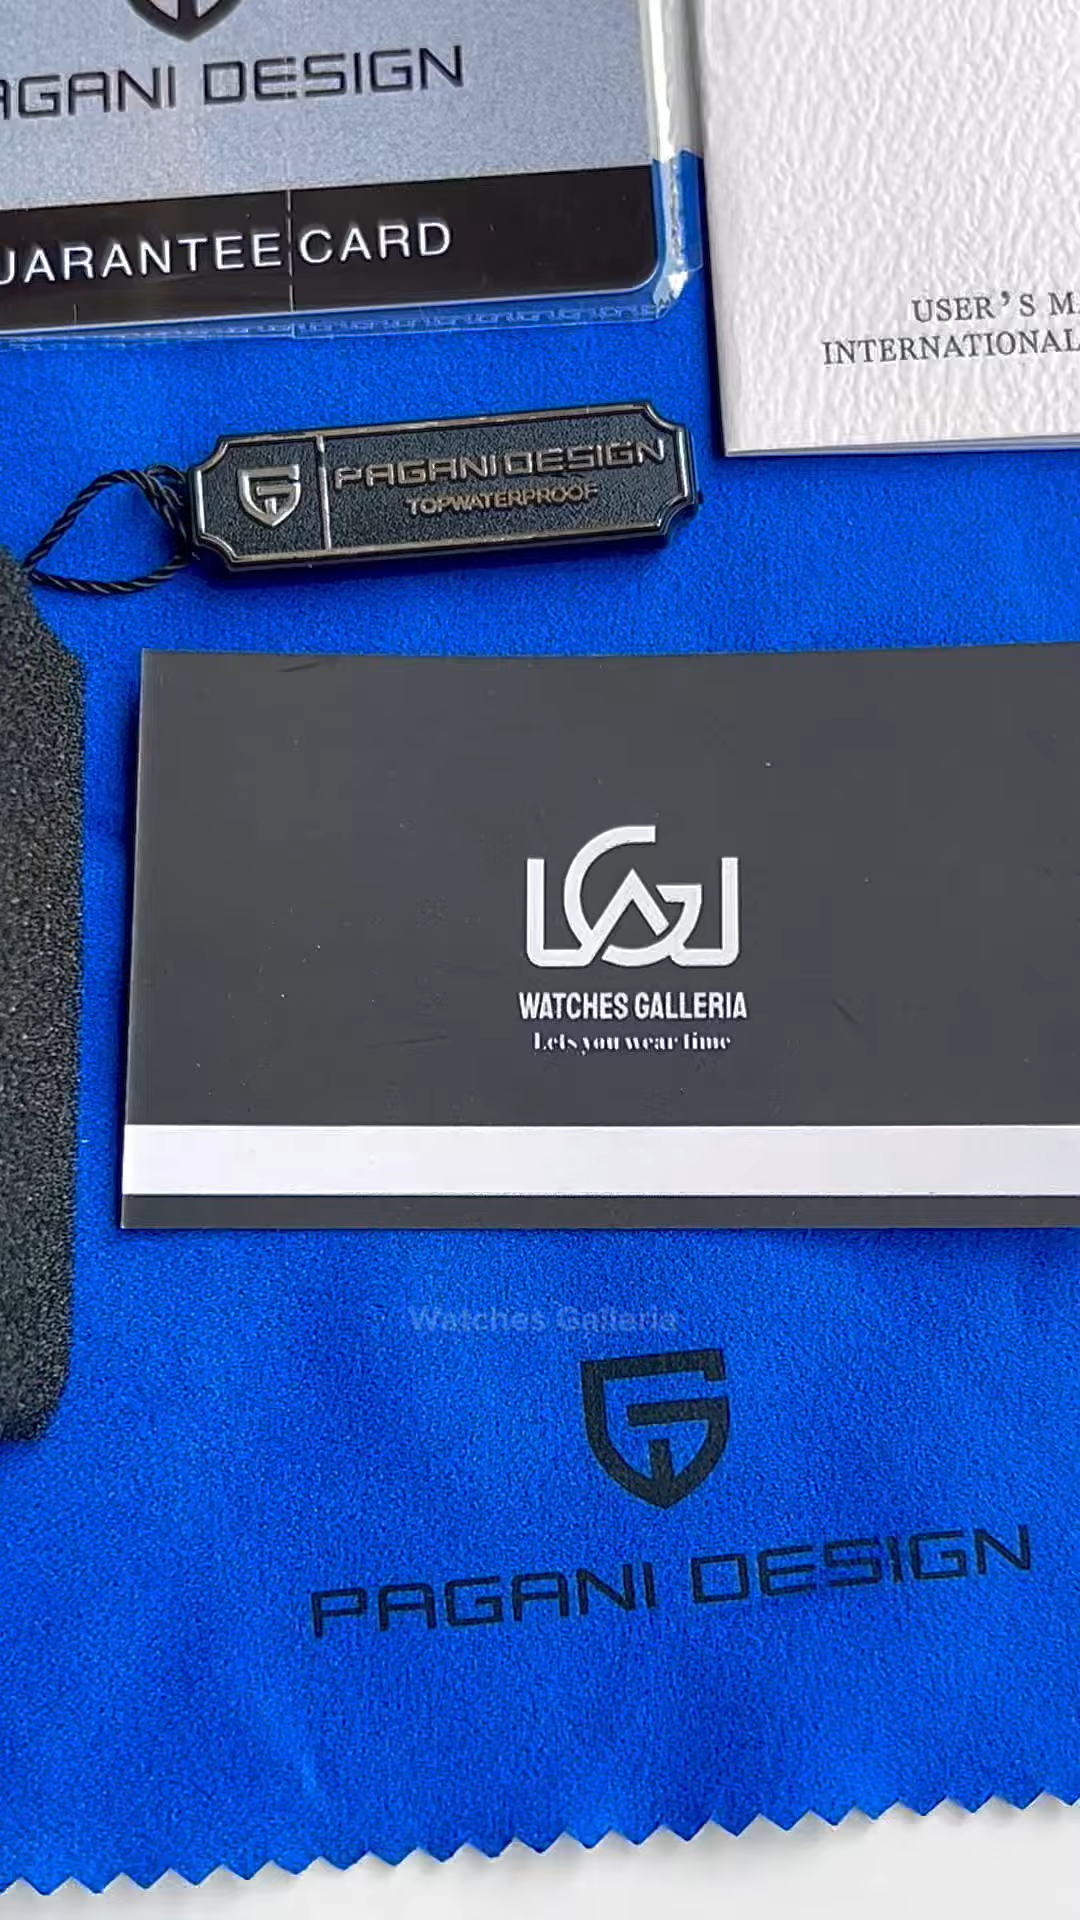 AGANI DESIGN
UARANTEE CARD
USER'S MA
INTERNATIONAL
PAGANI DESIGN
TOPWATERPROOF
WATCHES GALLERIA
Lets you wear time
Watches Galleria
PAGANI DESIGN